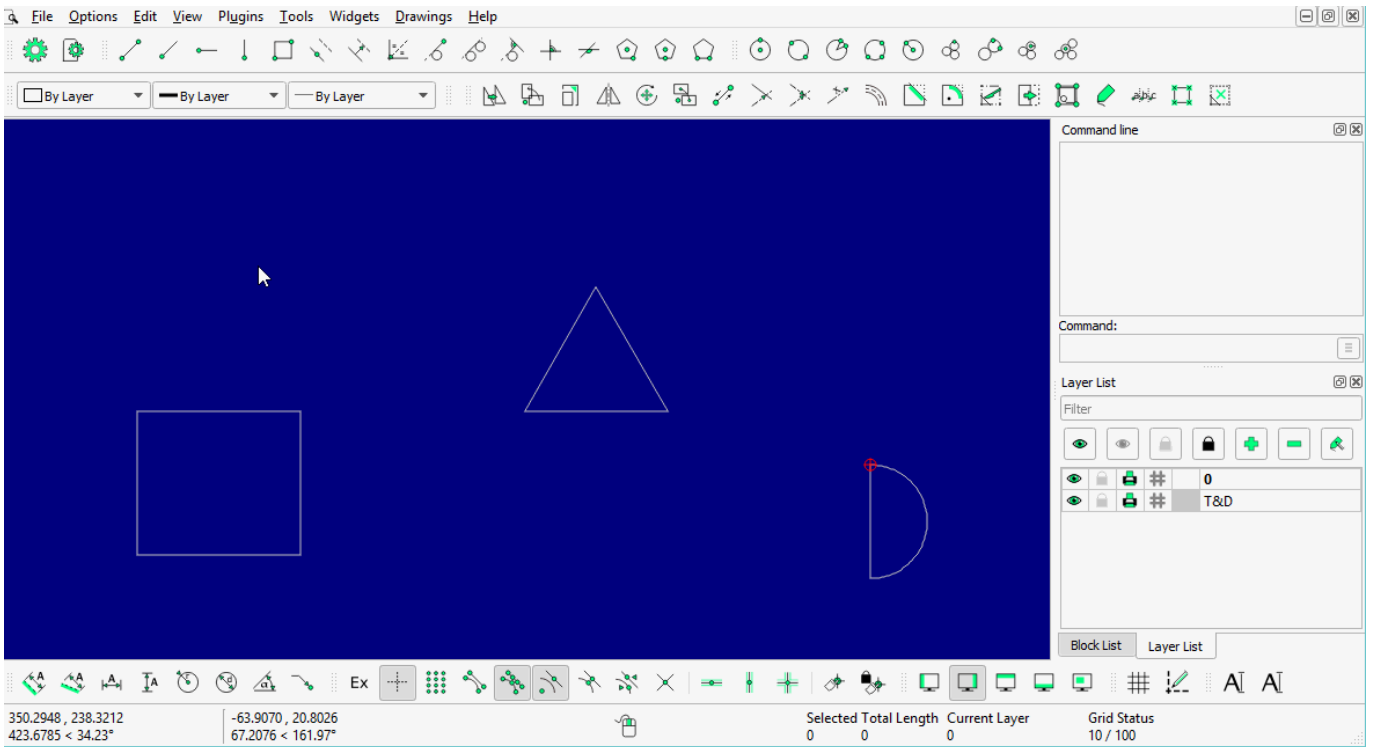 File Options Edit View Plugins Tools Widgets Drawings Help
By Layer By Layer By Layer
Command line
Command:
Layer List
Filter
0
T&D
Block List Layer List
Ex
350.2948 , 238.3212 -63.9070 , 20.8026 Selected Total Length Current Layer Grid Status
423.6785 < 34.23° 67.2076 < 161.97° 0 0 0 10 / 100